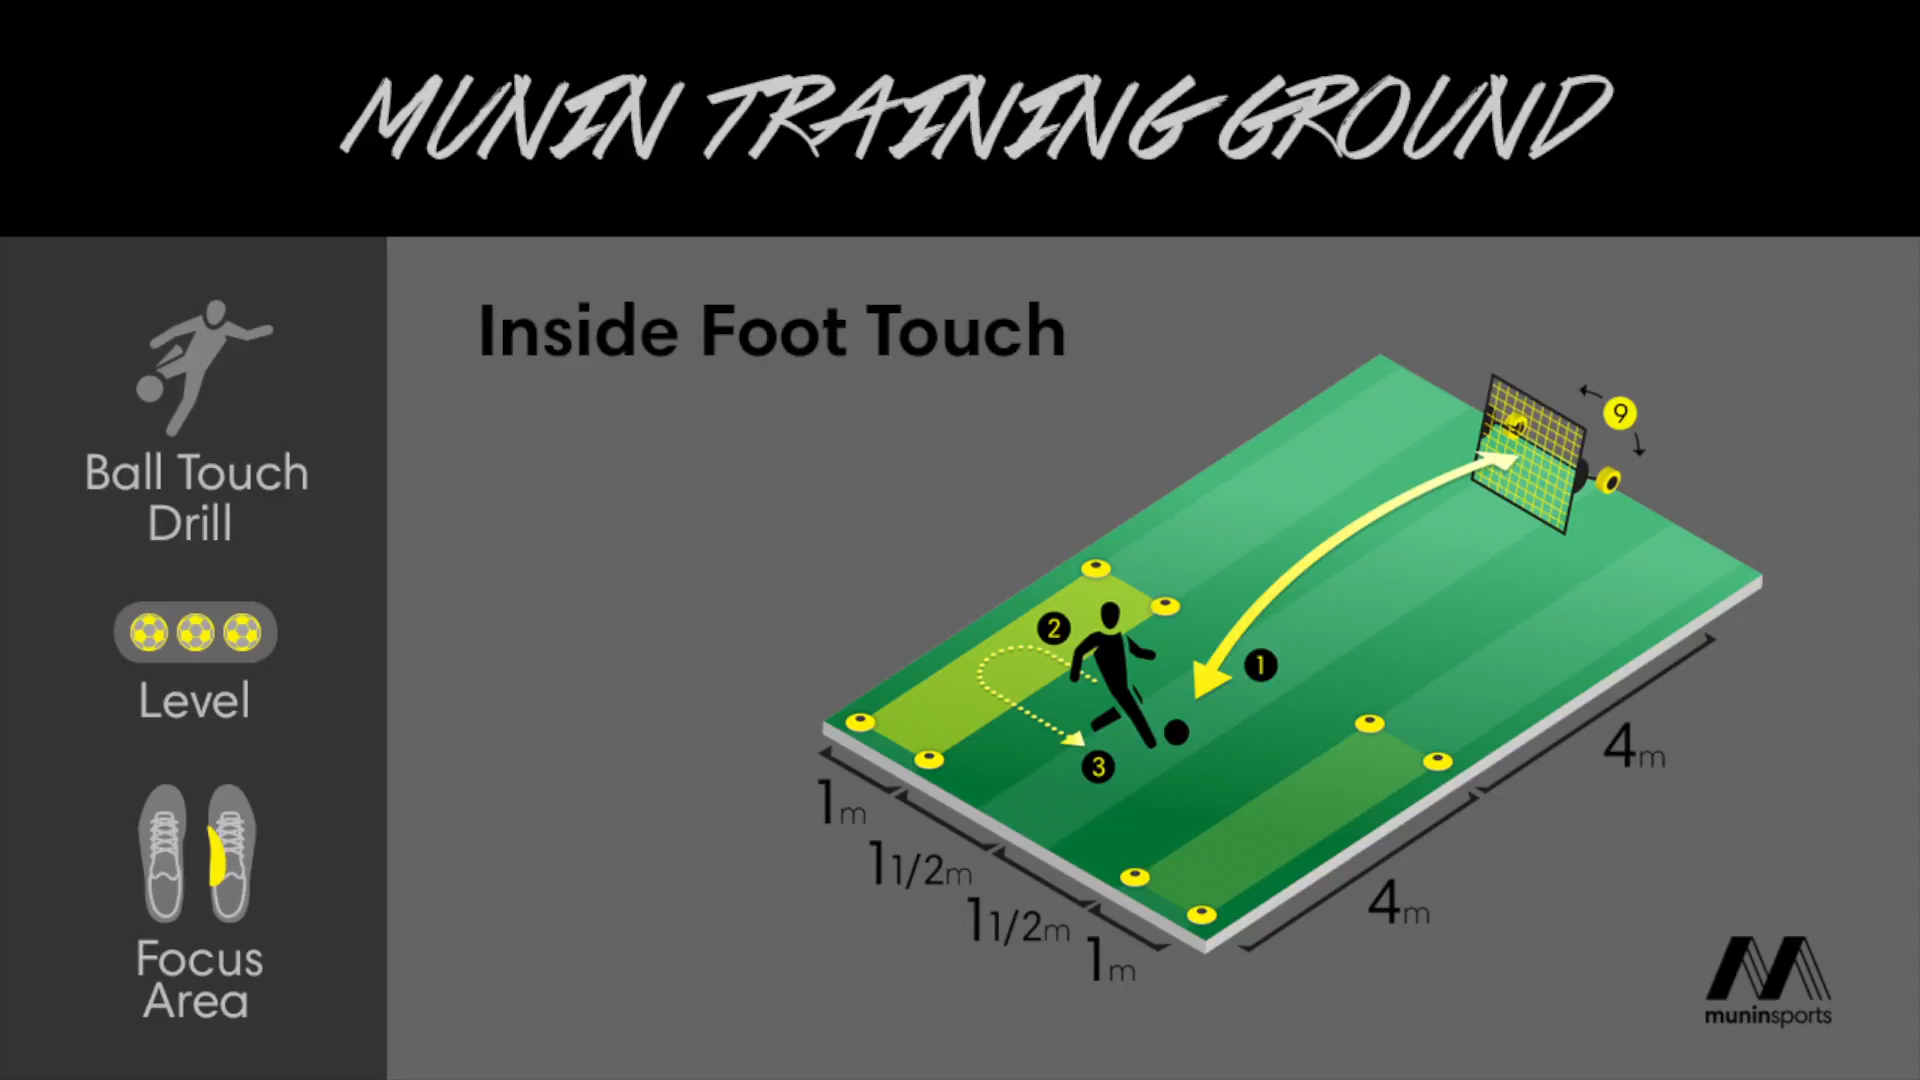 MUNIN TRAINING GROUND
Inside Foot Touch
Ball Touch
Drill
Level
Focus
Area
9
2
1
3
4m
4m
1m
1 1/2m
1 1/2m
1m
muninsports